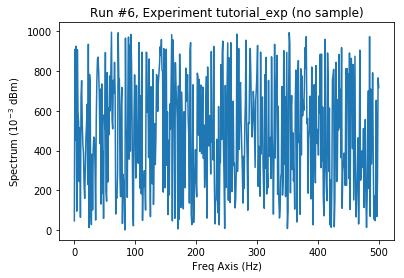 Run #6, Experiment tutorial_exp (no sample)
1000
800
600
400
200
0
Spectrum (10⁻³ dBm)
0 100 200 300 400 500
Freq Axis (Hz)